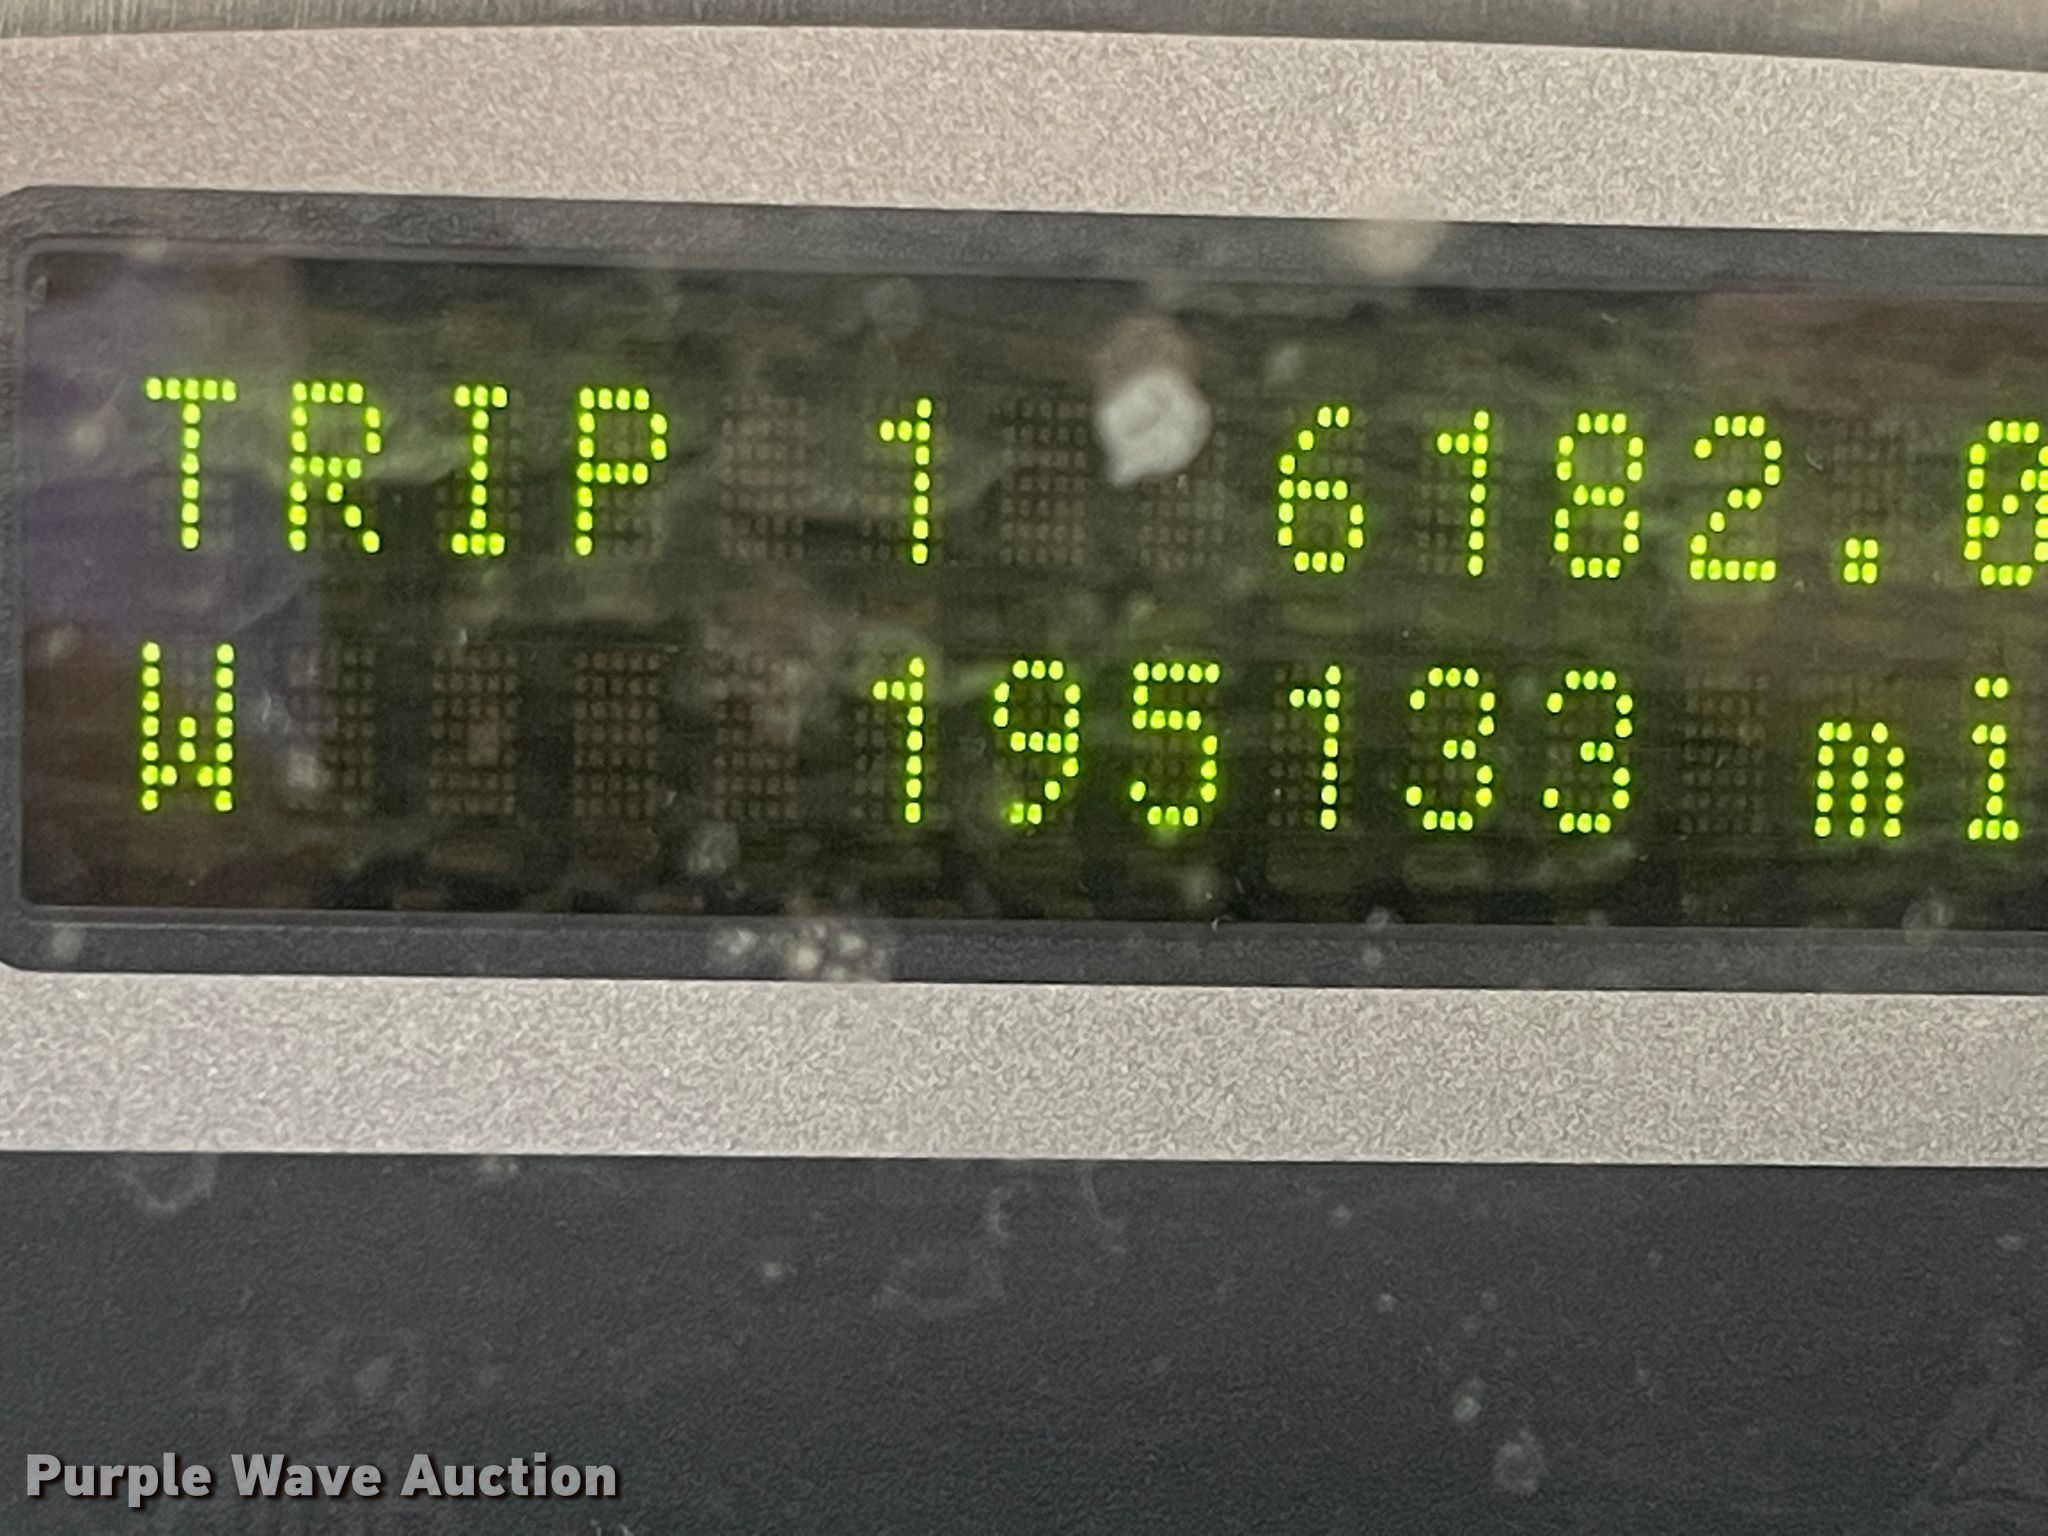 TRIP 1 6182.0
W 195133 mi
Purple Wave Auction